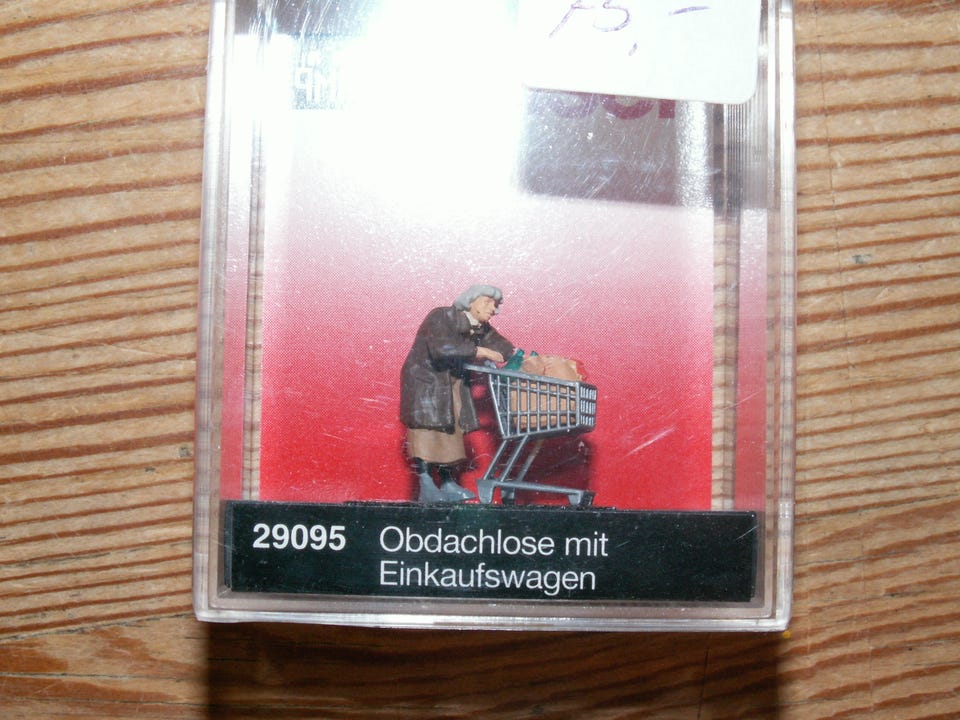 29095 Obdachlose mit
Einkaufswagen